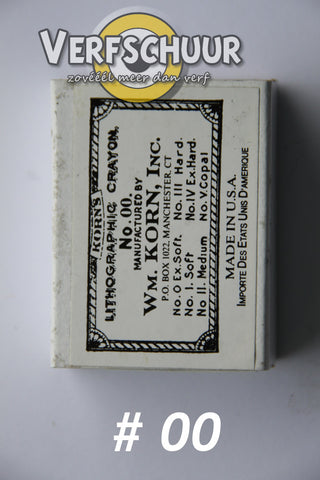 VERFSCHUUR
zovééél meer dan verf
KORN'S
LITHOGRAPHIC CRAYON,
No. 00.
MANUFACTURED BY
WM. KORN, INC.
P.O. BOX 1022, MANCHESTER, CT
No. O Ex. Soft. No. III Hard.
No. I. Soft No. IV Ex. Hard.
No II. Medium No. V. Copal
MADE IN U.S.A.
IMPORTE DES ETATS UNIS D'AMERIQUE
# 00